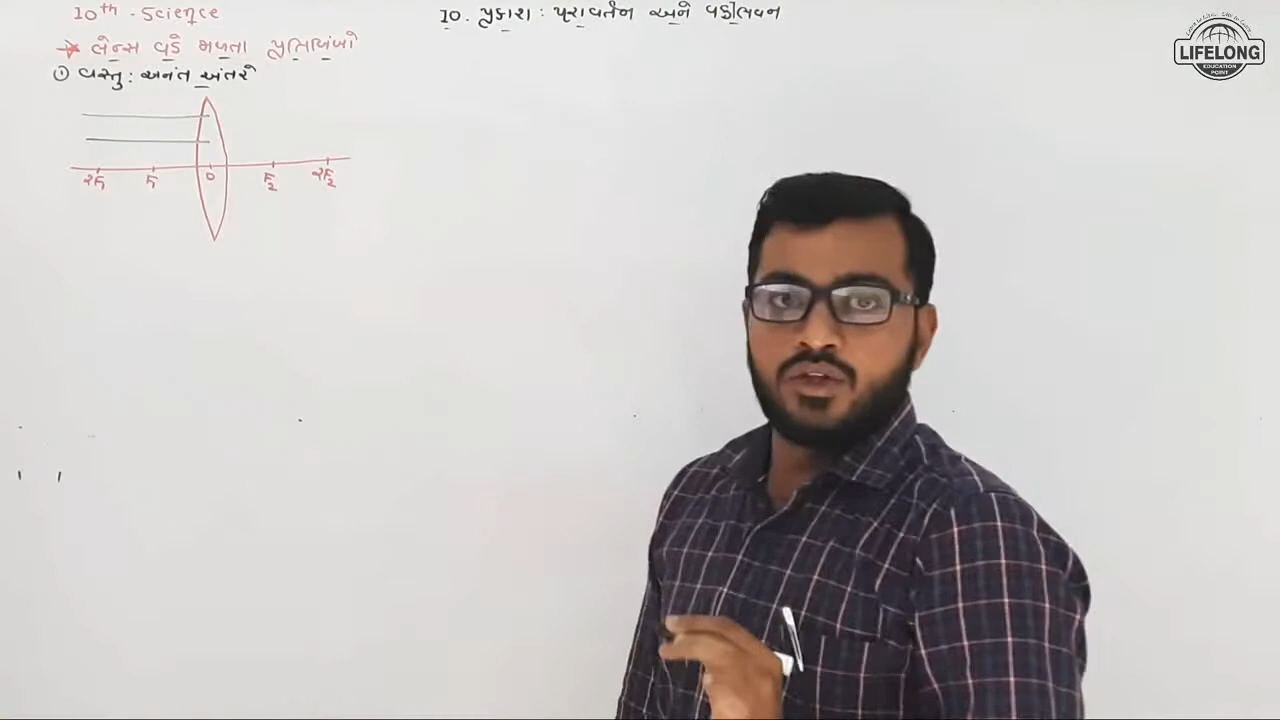 10th - Science
10. પ્રકાશ : પરાવર્તન અને વક્રીભવન
* લેન્સ વડે મળતા પ્રતિબિંબો
① વસ્તુ : અનંત અંતરે
2F₁ F₁ O F₂ 2F₂
LIFELONG
EDUCATION
POINT